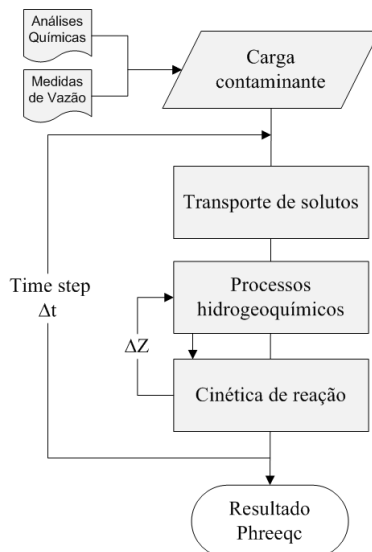 Análises
Químicas
Medidas
de Vazão
Carga
contaminante
Transporte de solutos
Time step
Δt
Processos
hidrogeoquímicos
ΔZ
Cinética de reação
Resultado
Phreeqc